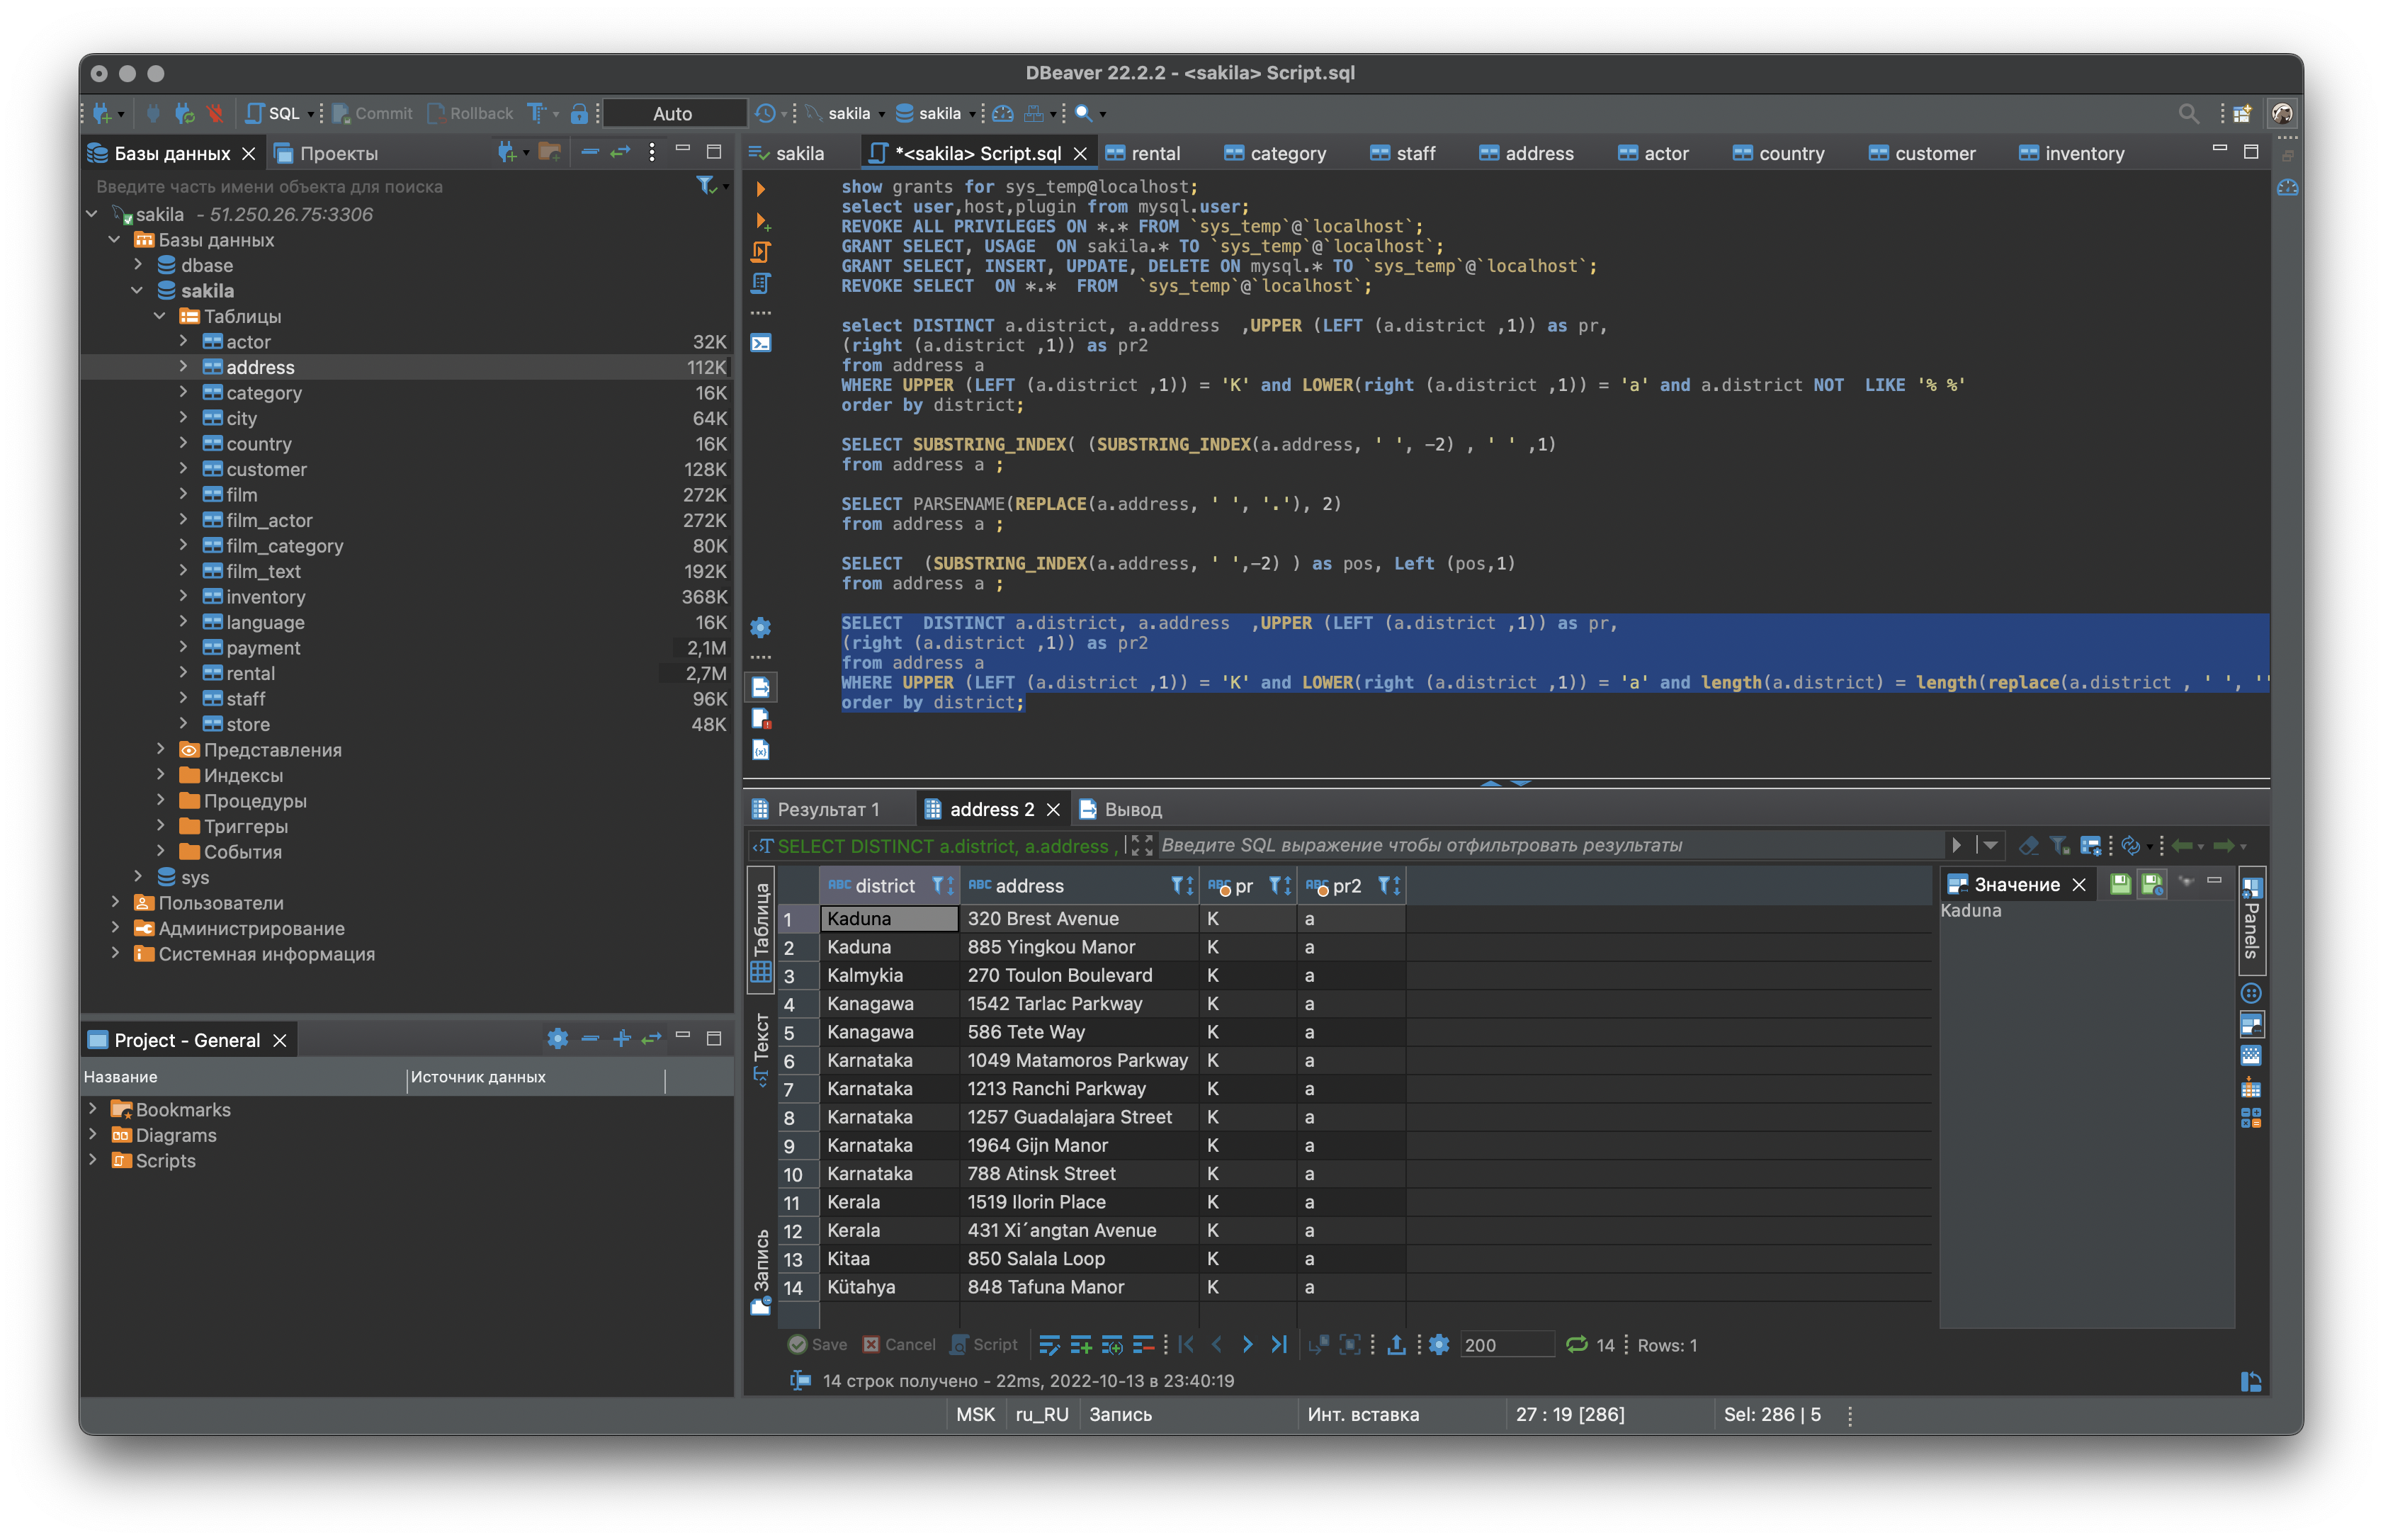 DBeaver 22.2.2 - <sakila> Script.sql
SQL Commit Rollback Auto sakila sakila
Базы данных Проекты
Введите часть имени объекта для поиска
sakila - 51.250.26.75:3306
Базы данных
dbase
sakila
Таблицы
actor 32K
address 112K
category 16K
city 64K
country 16K
customer 128K
film 272K
film_actor 272K
film_category 80K
film_text 192K
inventory 368K
language 16K
payment 2,1M
rental 2,7M
staff 96K
store 48K
Представления
Индексы
Процедуры
Триггеры
События
sys
Пользователи
Администрирование
Системная информация
Project - General
Название Источник данных
Bookmarks
Diagrams
Scripts
sakila *<sakila> Script.sql rental category staff address actor country customer inventory
show grants for sys_temp@localhost;
select user,host,plugin from mysql.user;
REVOKE ALL PRIVILEGES ON *.* FROM `sys_temp`@`localhost`;
GRANT SELECT, USAGE  ON sakila.* TO `sys_temp`@`localhost`;
GRANT SELECT, INSERT, UPDATE, DELETE ON mysql.* TO `sys_temp`@`localhost`;
REVOKE SELECT  ON *.*  FROM  `sys_temp`@`localhost`;
select DISTINCT a.district, a.address  ,UPPER (LEFT (a.district ,1)) as pr,
(right (a.district ,1)) as pr2
from address a
WHERE UPPER (LEFT (a.district ,1)) = 'K' and LOWER(right (a.district ,1)) = 'a' and a.district NOT  LIKE '% %'
order by district;
SELECT SUBSTRING_INDEX( (SUBSTRING_INDEX(a.address, ' ', -2) , ' ' ,1)
from address a ;
SELECT PARSENAME(REPLACE(a.address, ' ', '.'), 2)
from address a ;
SELECT  (SUBSTRING_INDEX(a.address, ' ',-2) ) as pos, Left (pos,1)
from address a ;
SELECT  DISTINCT a.district, a.address  ,UPPER (LEFT (a.district ,1)) as pr,
(right (a.district ,1)) as pr2
from address a
WHERE UPPER (LEFT (a.district ,1)) = 'K' and LOWER(right (a.district ,1)) = 'a' and length(a.district) = length(replace(a.district , ' ', ''
order by district;
Результат 1 address 2 Вывод
SELECT DISTINCT a.district, a.address , Введите SQL выражение чтобы отфильтровать результаты
Таблица
Текст
Запись
district address pr pr2
1 Kaduna 320 Brest Avenue K a
2 Kaduna 885 Yingkou Manor K a
3 Kalmykia 270 Toulon Boulevard K a
4 Kanagawa 1542 Tarlac Parkway K a
5 Kanagawa 586 Tete Way K a
6 Karnataka 1049 Matamoros Parkway K a
7 Karnataka 1213 Ranchi Parkway K a
8 Karnataka 1257 Guadalajara Street K a
9 Karnataka 1964 Gijn Manor K a
10 Karnataka 788 Atinsk Street K a
11 Kerala 1519 Ilorin Place K a
12 Kerala 431 Xi´angtan Avenue K a
13 Kitaa 850 Salala Loop K a
14 Kütahya 848 Tafuna Manor K a
Значение
Kaduna
Panels
Save Cancel Script 200 14 Rows: 1
14 строк получено - 22ms, 2022-10-13 в 23:40:19
MSK ru_RU Запись Инт. вставка 27 : 19 [286] Sel: 286 | 5